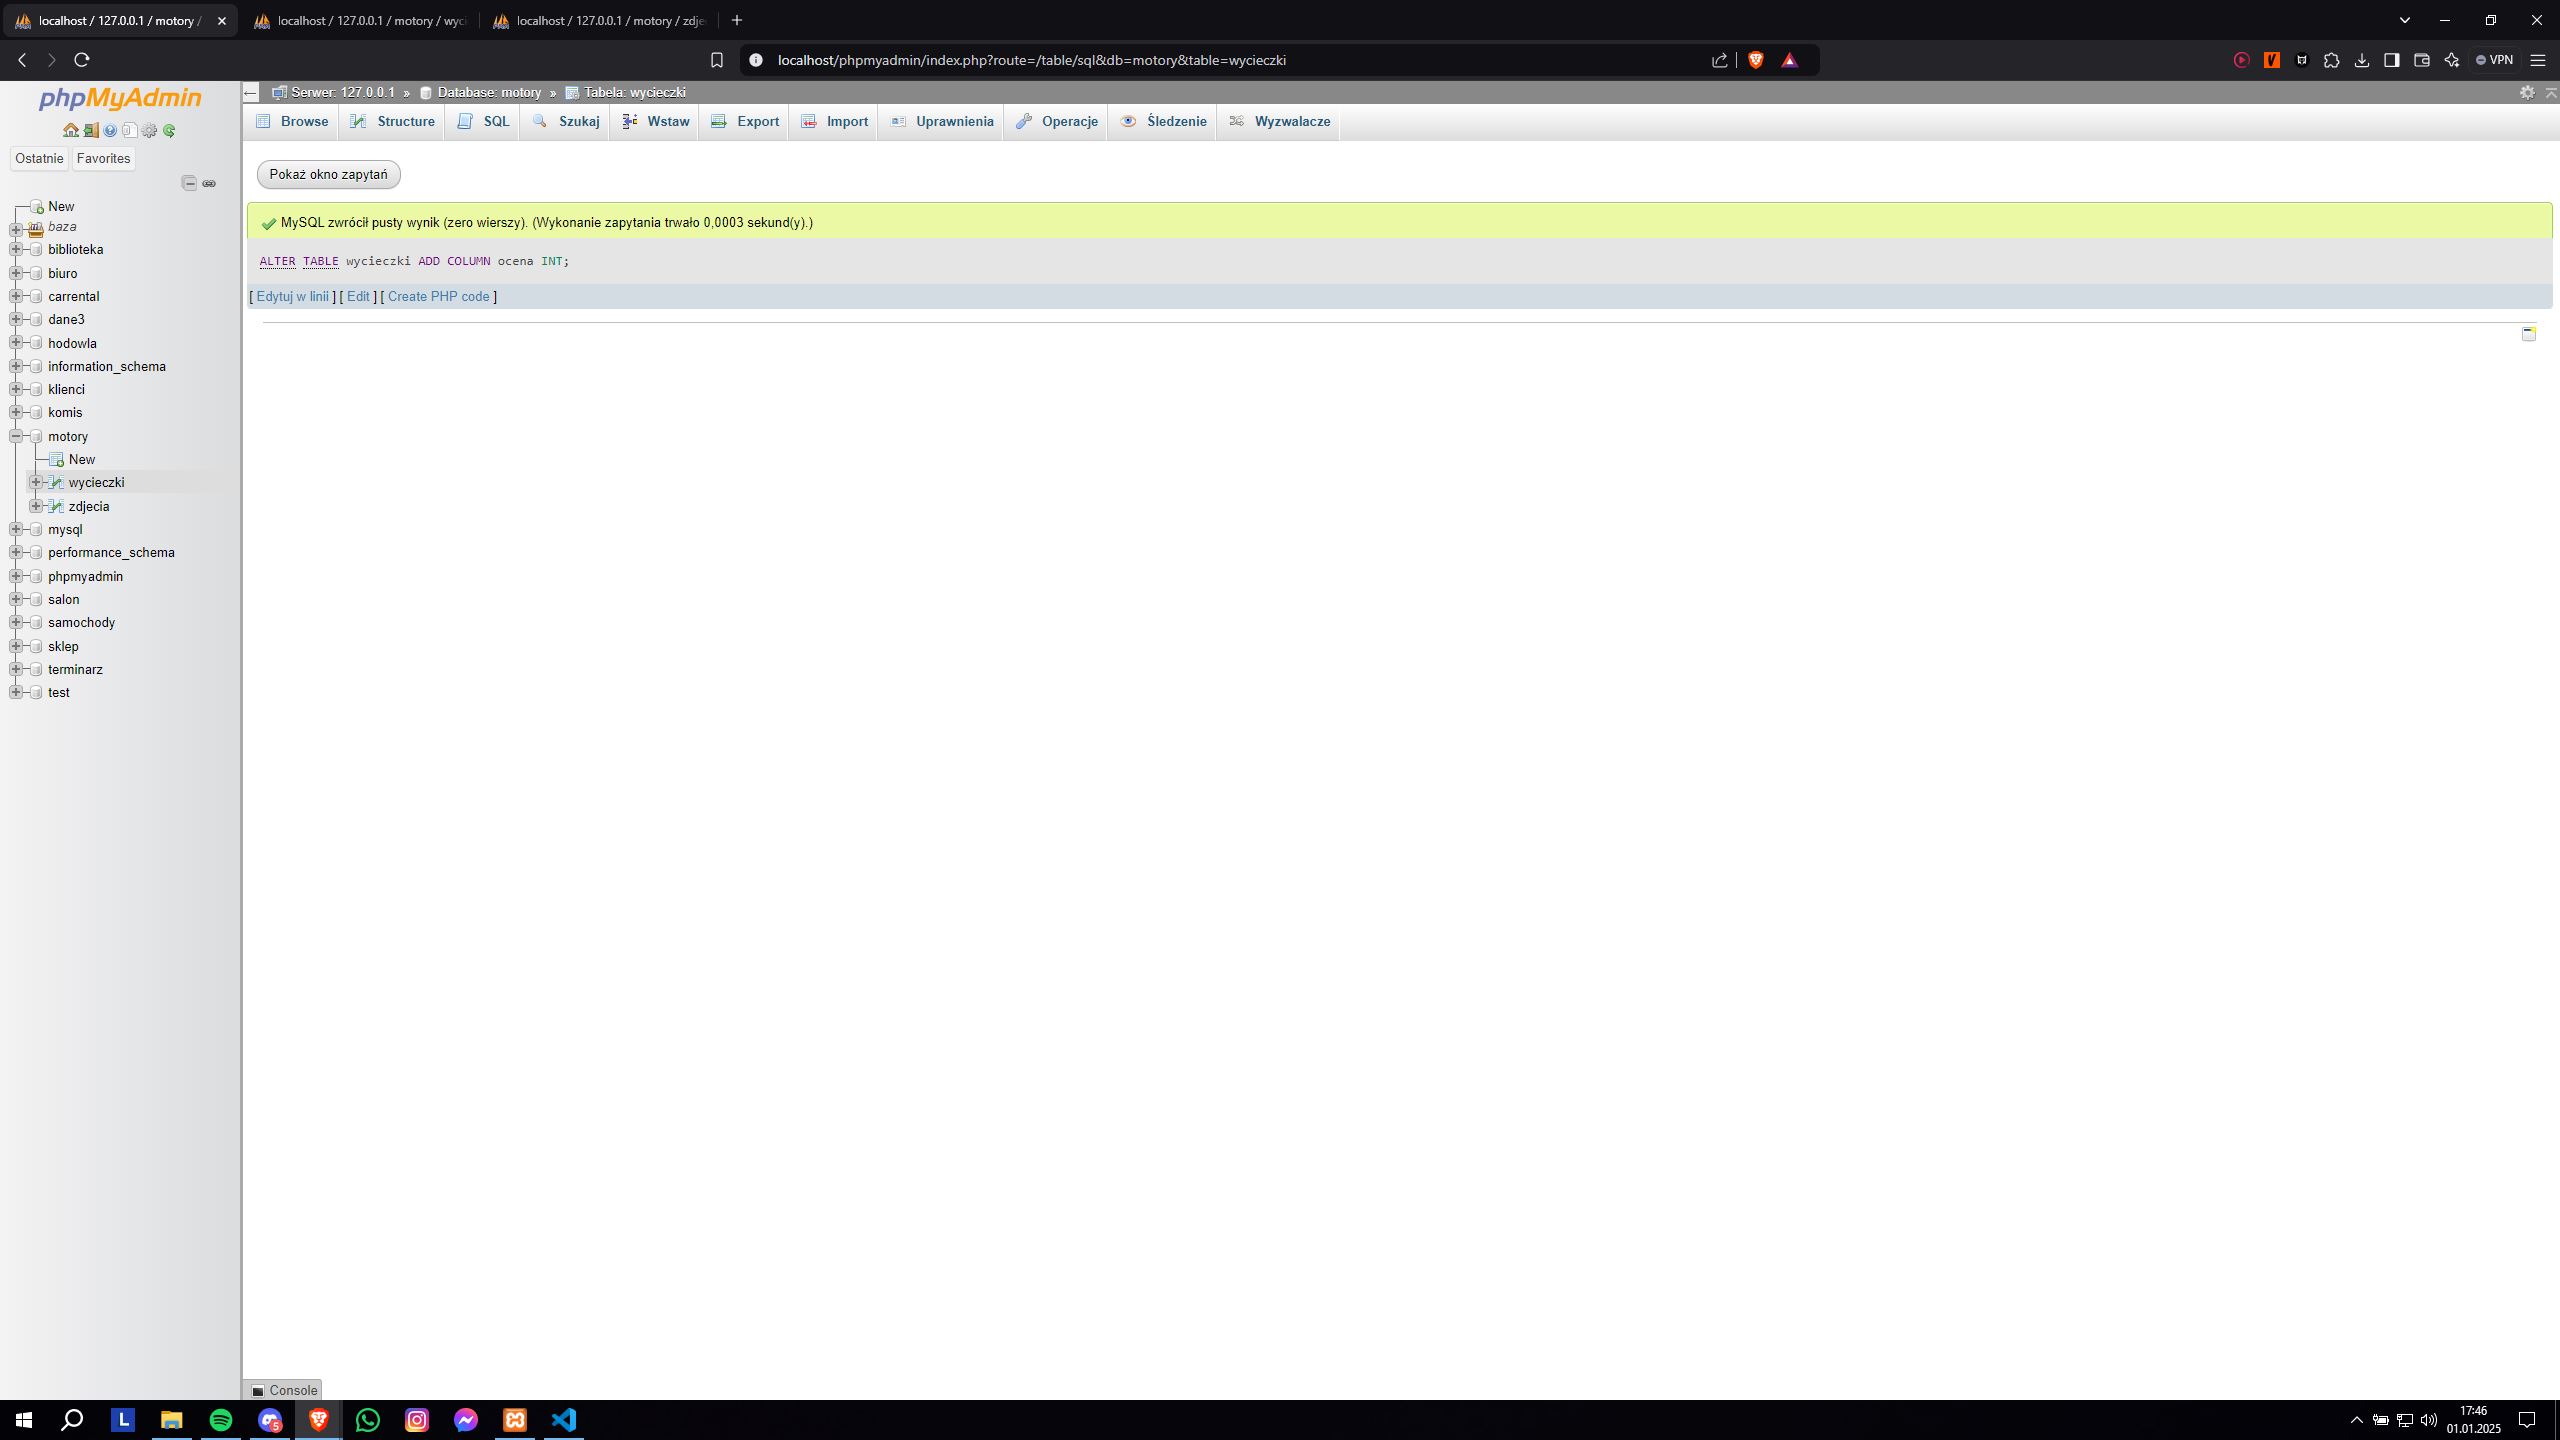 localhost / 127.0.0.1 / motory /
localhost / 127.0.0.1 / motory / wyci
localhost / 127.0.0.1 / motory / zdje
localhost/phpmyadmin/index.php?route=/table/sql&db=motory&table=wycieczki
VPN
phpMyAdmin
Ostatnie
Favorites
New
baza
biblioteka
biuro
carrental
dane3
hodowla
information_schema
klienci
komis
motory
New
wycieczki
zdjecia
mysql
performance_schema
phpmyadmin
salon
samochody
sklep
terminarz
test
Serwer: 127.0.0.1 » Database: motory » Tabela: wycieczki
Browse Structure SQL Szukaj Wstaw Export Import Uprawnienia Operacje Śledzenie Wyzwalacze
Pokaż okno zapytań
MySQL zwrócił pusty wynik (zero wierszy). (Wykonanie zapytania trwało 0,0003 sekund(y).)
ALTER TABLE wycieczki ADD COLUMN ocena INT;
[ Edytuj w linii ] [ Edit ] [ Create PHP code ]
Console
L
5
17:46
01.01.2025